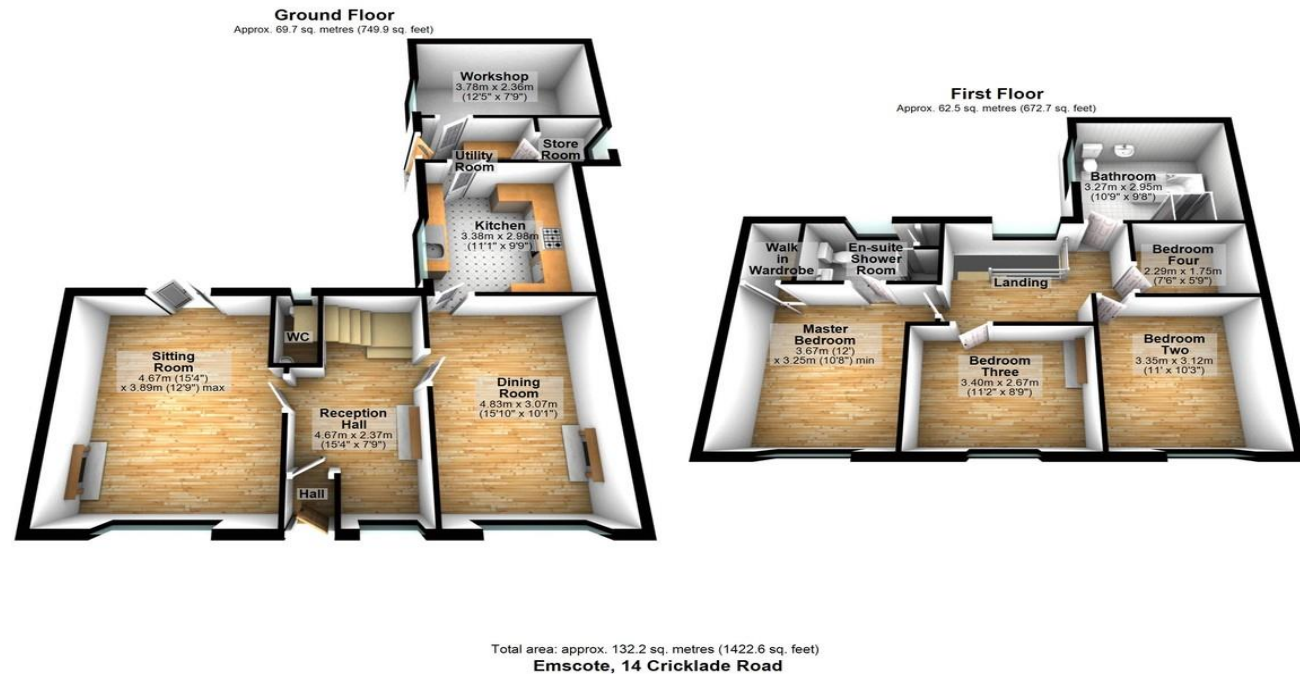 Ground Floor
Approx. 69.7 sq. metres (749.9 sq. feet)
Workshop
3.78m x 2.36m
(12'5" x 7'9")
Utility
Room
Store
Room
Kitchen
3.38m x 2.98m
(11'1" x 9'9")
WC
Sitting
Room
4.67m (15'4")
x 3.89m (12'9") max
Reception
Hall
4.67m x 2.37m
(15'4" x 7'9")
Dining
Room
4.83m x 3.07m
(15'10" x 10'1")
Hall
First Floor
Approx. 62.5 sq. metres (672.7 sq. feet)
Bathroom
3.27m x 2.95m
(10'9" x 9'8")
Walk
in
Wardrobe
En-suite
Shower
Room
Landing
Bedroom
Four
2.29m x 1.75m
(7'6" x 5'9")
Master
Bedroom
3.67m (12')
x 3.25m (10'8") min
Bedroom
Three
3.40m x 2.67m
(11'2" x 8'9")
Bedroom
Two
3.35m x 3.12m
(11' x 10'3")
Total area: approx. 132.2 sq. metres (1422.6 sq. feet)
Emscote, 14 Cricklade Road